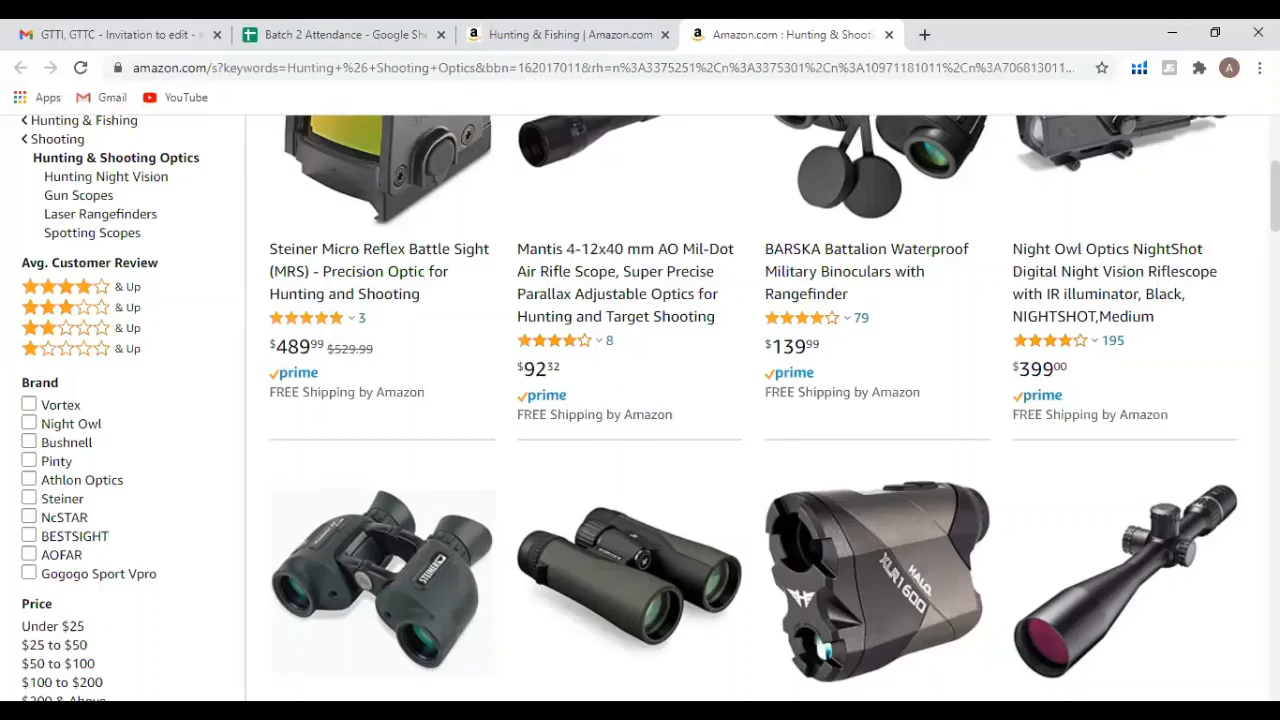 GTTI, GTTC - Invitation to edit -
Batch 2 Attendance - Google She
Hunting & Fishing | Amazon.com
Amazon.com : Hunting & Shooti
amazon.com/s?keywords=Hunting+%26+Shooting+Optics&bbn=162017011&rh=n%3A3375251%2Cn%3A3375301%2Cn%3A10971181011%2Cn%3A706813011...
A
Apps
Gmail
YouTube
Hunting & Fishing
Shooting
Hunting & Shooting Optics
Hunting Night Vision
Gun Scopes
Laser Rangefinders
Spotting Scopes
Avg. Customer Review
& Up
& Up
& Up
& Up
Brand
Vortex
Night Owl
Bushnell
Pinty
Athlon Optics
Steiner
NcSTAR
BESTSIGHT
AOFAR
Gogogo Sport Vpro
Price
Under $25
$25 to $50
$50 to $100
$100 to $200
$200 & Above
Steiner Micro Reflex Battle Sight
(MRS) - Precision Optic for
Hunting and Shooting
3
$489.99 $529.99
prime
FREE Shipping by Amazon
Mantis 4-12x40 mm AO Mil-Dot
Air Rifle Scope, Super Precise
Parallax Adjustable Optics for
Hunting and Target Shooting
8
$92.32
prime
FREE Shipping by Amazon
BARSKA Battalion Waterproof
Military Binoculars with
Rangefinder
79
$139.99
prime
FREE Shipping by Amazon
Night Owl Optics NightShot
Digital Night Vision Riflescope
with IR illuminator, Black,
NIGHTSHOT,Medium
195
$399.00
prime
FREE Shipping by Amazon
STEINER
HALO
XLR1600